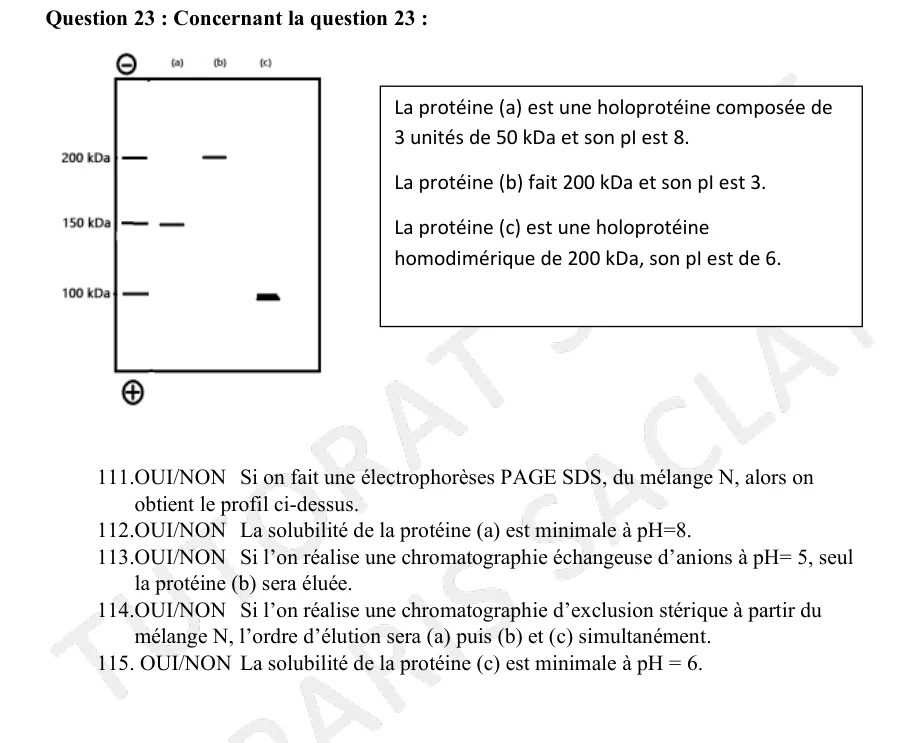 Question 23 : Concernant la question 23 :
(a) (b) (c)
200 kDa
150 kDa
100 kDa
La protéine (a) est une holoprotéine composée de
3 unités de 50 kDa et son pI est 8.
La protéine (b) fait 200 kDa et son pI est 3.
La protéine (c) est une holoprotéine
homodimérique de 200 kDa, son pI est de 6.
111.OUI/NON Si on fait une électrophorèses PAGE SDS, du mélange N, alors on
obtient le profil ci-dessus.
112.OUI/NON La solubilité de la protéine (a) est minimale à pH=8.
113.OUI/NON Si l’on réalise une chromatographie échangeuse d’anions à pH= 5, seul
la protéine (b) sera éluée.
114.OUI/NON Si l’on réalise une chromatographie d’exclusion stérique à partir du
mélange N, l’ordre d’élution sera (a) puis (b) et (c) simultanément.
115. OUI/NON La solubilité de la protéine (c) est minimale à pH = 6.
TUTORAT
PARIS SACLAY